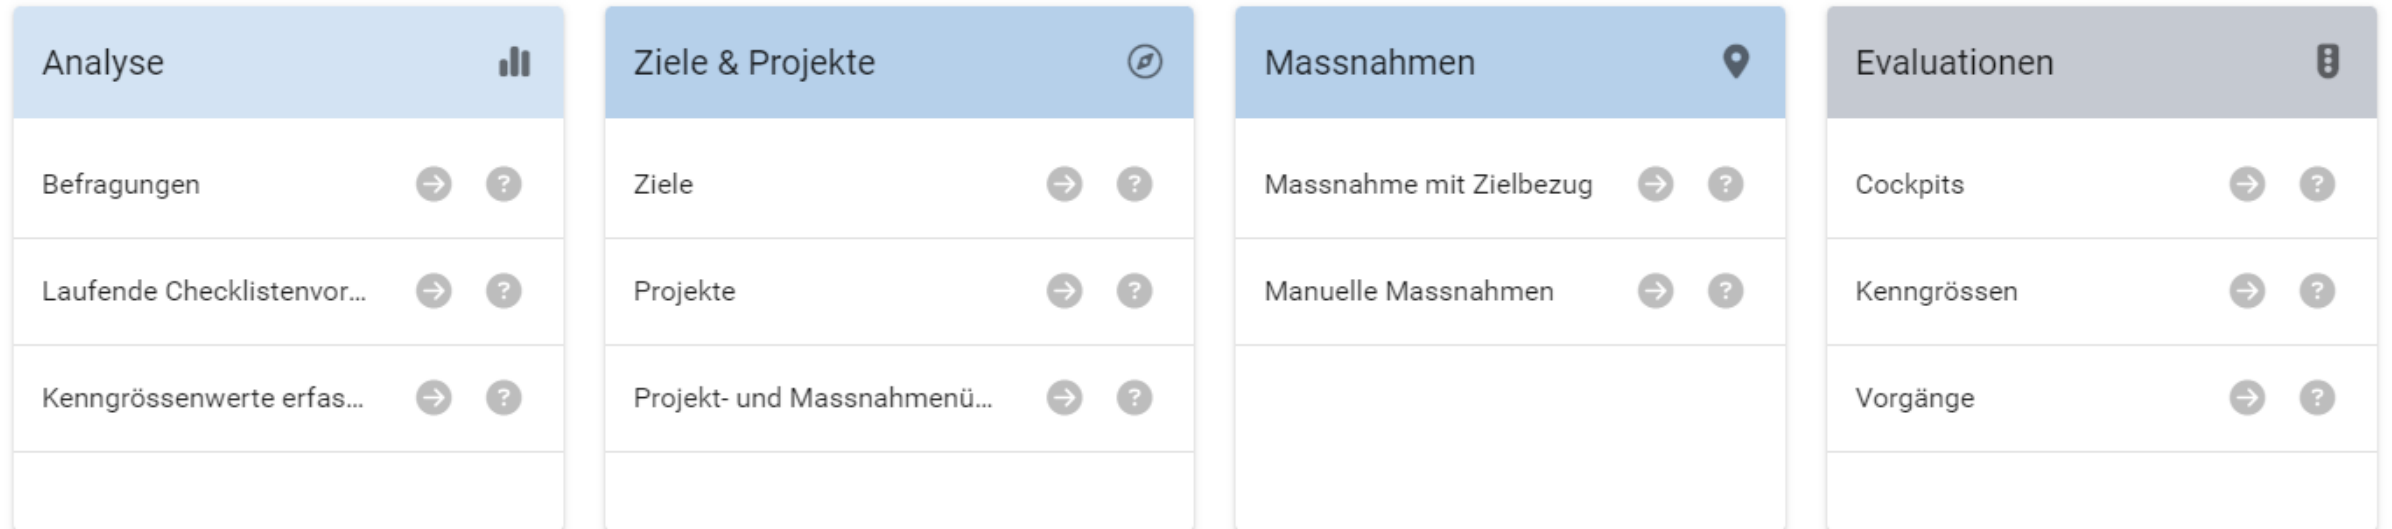 Analyse
Befragungen
Laufende Checklistenvor...
Kenngrössenwerte erfas...
Ziele & Projekte
Ziele
Projekte
Projekt- und Massnahmenü...
Massnahmen
Massnahme mit Zielbezug
Manuelle Massnahmen
Evaluationen
Cockpits
Kenngrössen
Vorgänge